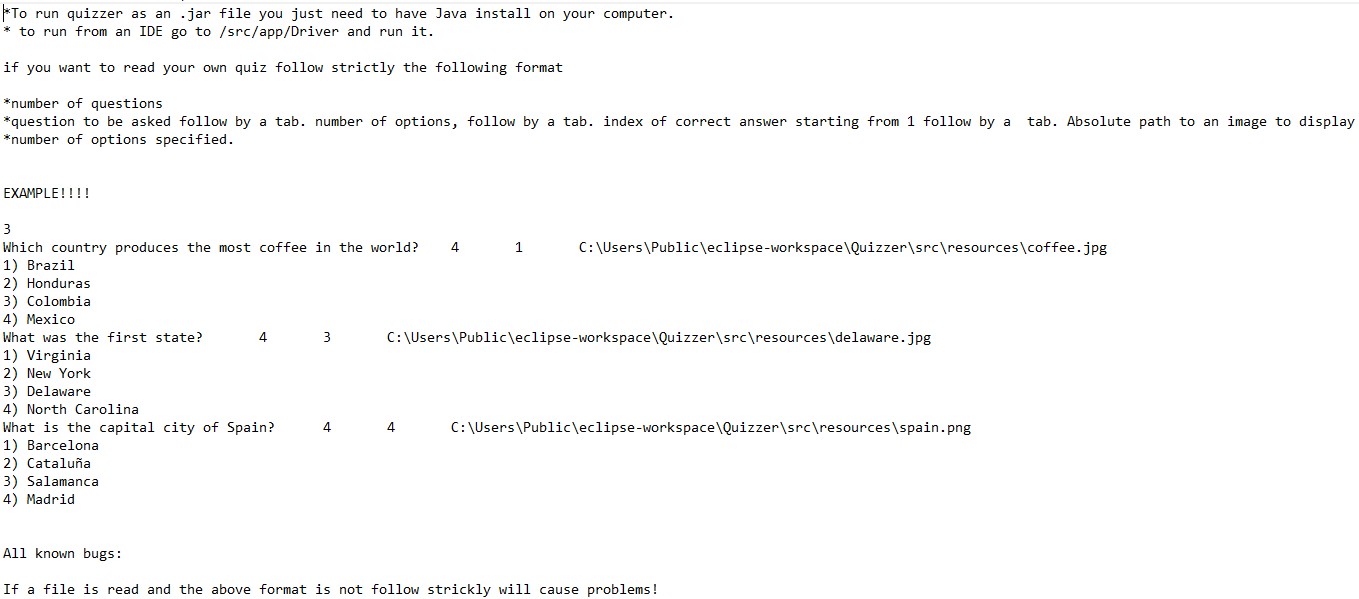 *To run quizzer as an .jar file you just need to have Java install on your computer.
* to run from an IDE go to /src/app/Driver and run it.
if you want to read your own quiz follow strictly the following format
*number of questions
*question to be asked follow by a tab. number of options, follow by a tab. index of correct answer starting from 1 follow by a  tab. Absolute path to an image to display
*number of options specified.
EXAMPLE!!!!
3
Which country produces the most coffee in the world?	4	1	C:\Users\Public\eclipse-workspace\Quizzer\src\resources\coffee.jpg
1) Brazil
2) Honduras
3) Colombia
4) Mexico
What was the first state?	4	3	C:\Users\Public\eclipse-workspace\Quizzer\src\resources\delaware.jpg
1) Virginia
2) New York
3) Delaware
4) North Carolina
What is the capital city of Spain?	4	4	C:\Users\Public\eclipse-workspace\Quizzer\src\resources\spain.png
1) Barcelona
2) Cataluña
3) Salamanca
4) Madrid
All known bugs:
If a file is read and the above format is not follow strickly will cause problems!